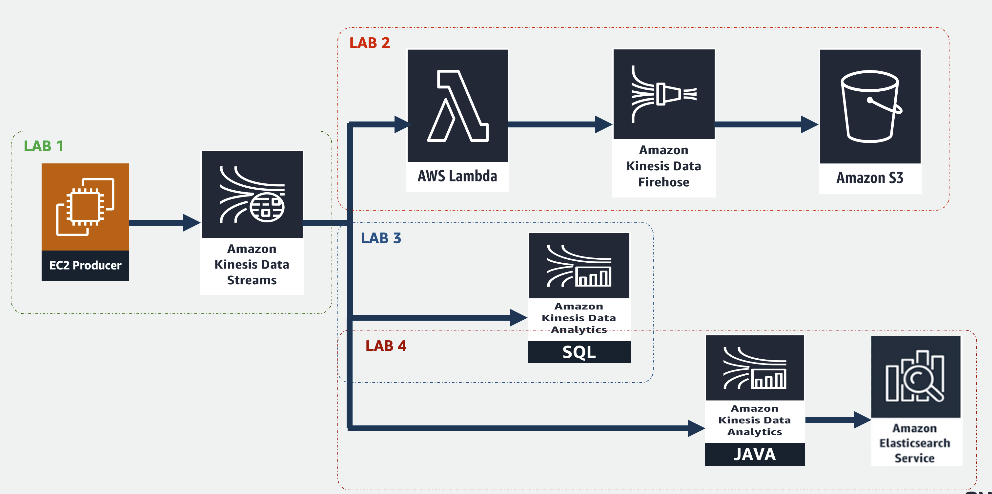 LAB 1
EC2 Producer
Amazon
Kinesis Data
Streams
LAB 2
AWS Lambda
Amazon
Kinesis Data
Firehose
Amazon S3
LAB 3
Amazon
Kinesis Data
Analytics
SQL
LAB 4
Amazon
Kinesis Data
Analytics
JAVA
Amazon
Elasticsearch
Service